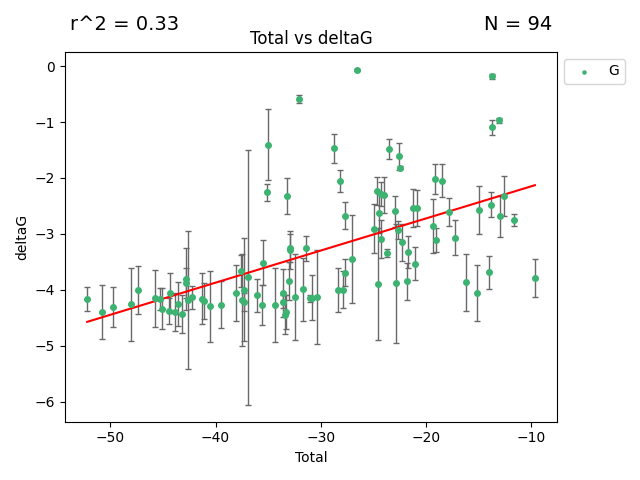 r^2 = 0.33
N = 94
Total vs deltaG
G
deltaG
0
−1
−2
−3
−4
−5
−6
−50
−40
−30
−20
−10
Total